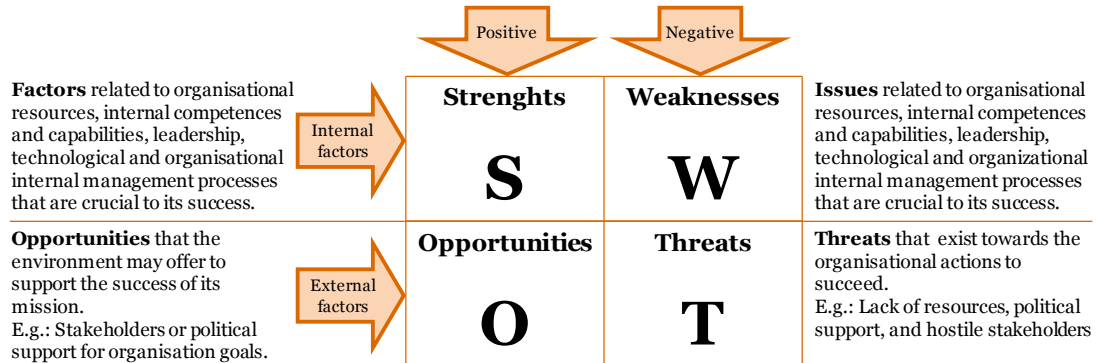 Positive
Negative
Factors related to organisational
resources, internal competences
and capabilities, leadership,
technological and organisational
internal management processes
that are crucial to its success.
Internal
factors
Strenghts
S
Weaknesses
W
Issues related to organisational
resources, internal competences
and capabilities, leadership,
technological and organizational
internal management processes
that are crucial to its success.
Opportunities that the
environment may offer to
support the success of its
mission.
E.g.: Stakeholders or political
support for organisation goals.
External
factors
Opportunities
O
Threats
T
Threats that exist towards the
organisational actions to
succeed.
E.g.: Lack of resources, political
support, and hostile stakeholders